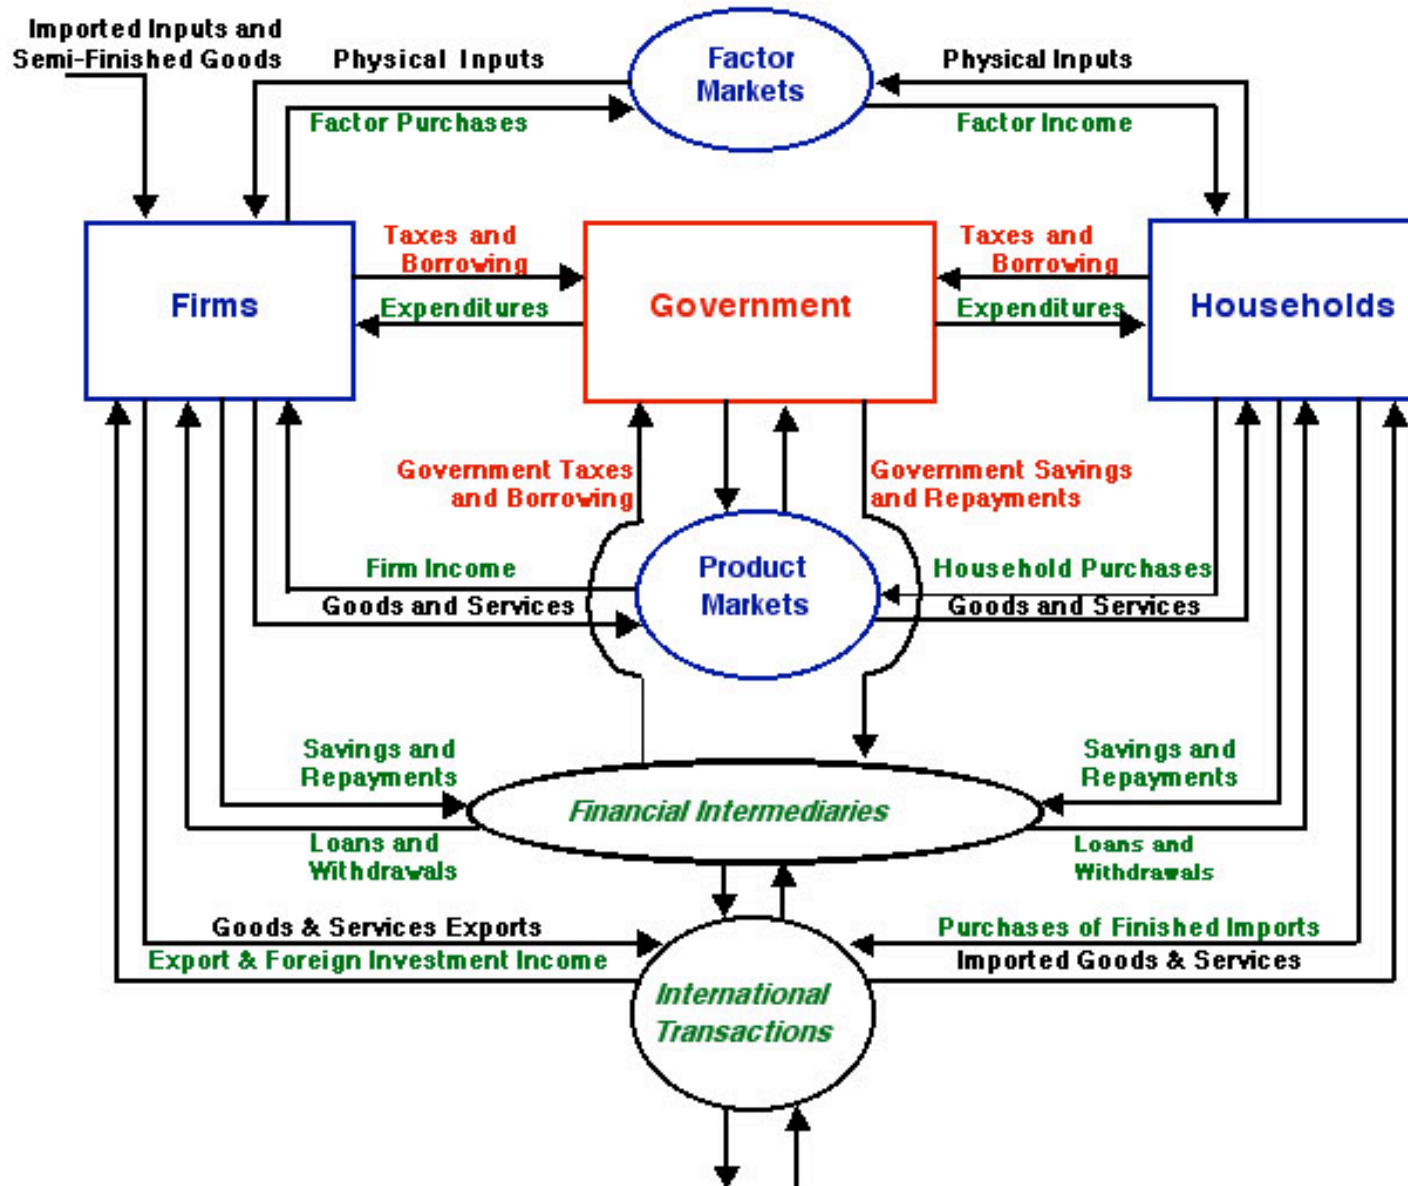 Imported Inputs and
Semi-Finished Goods
Physical Inputs
Factor
Markets
Physical Inputs
Factor Purchases
Factor Income
Taxes and
Borrowing
Taxes and
Borrowing
Firms
Government
Households
Expenditures
Expenditures
Government Taxes
and Borrowing
Government Savings
and Repayments
Firm Income
Product
Markets
Household Purchases
Goods and Services
Goods and Services
Savings and
Repayments
Savings and
Repayments
Financial Intermediaries
Loans and
Withdrawals
Loans and
Withdrawals
Goods & Services Exports
Purchases of Finished Imports
Export & Foreign Investment Income
Imported Goods & Services
International
Transactions